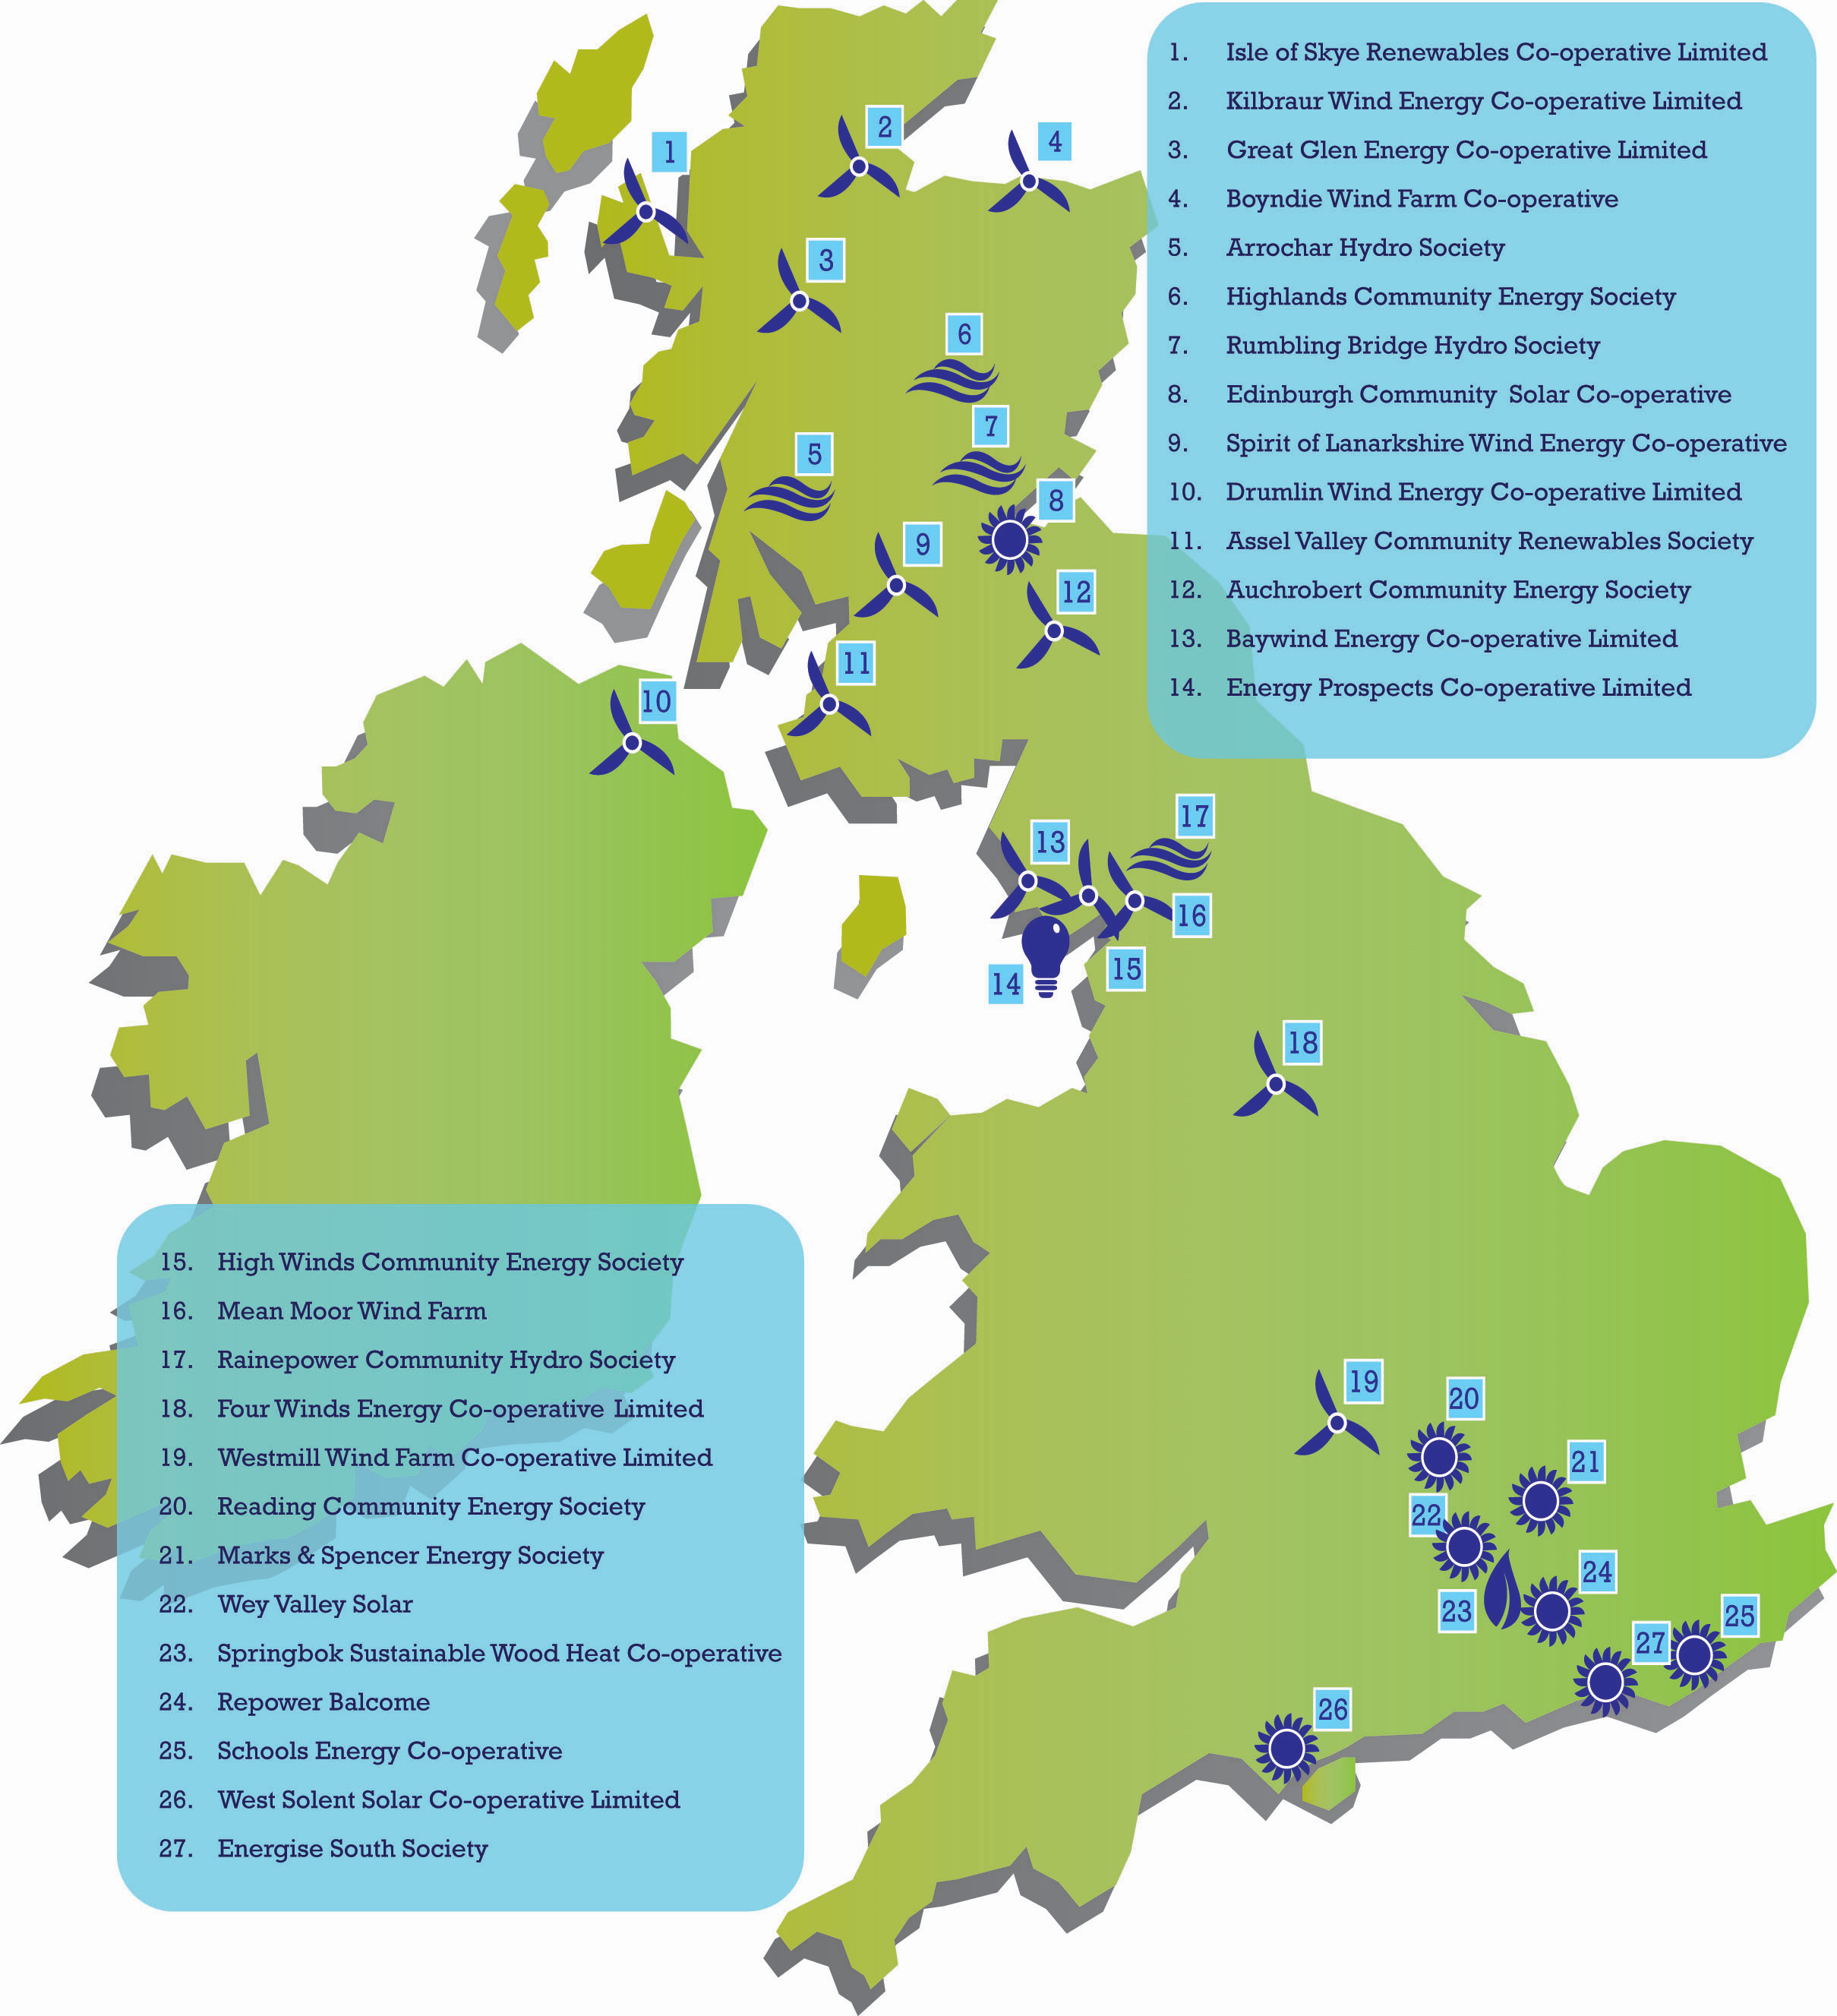 1. Isle of Skye Renewables Co-operative Limited
2. Kilbraur Wind Energy Co-operative Limited
3. Great Glen Energy Co-operative Limited
4. Boyndie Wind Farm Co-operative
5. Arrochar Hydro Society
6. Highlands Community Energy Society
7. Rumbling Bridge Hydro Society
8. Edinburgh Community Solar Co-operative
9. Spirit of Lanarkshire Wind Energy Co-operative
10. Drumlin Wind Energy Co-operative Limited
11. Assel Valley Community Renewables Society
12. Auchrobert Community Energy Society
13. Baywind Energy Co-operative Limited
14. Energy Prospects Co-operative Limited
2
4
1
3
6
7
5
8
9
12
11
10
17
13
16
15
14
18
15. High Winds Community Energy Society
16. Mean Moor Wind Farm
17. Rainepower Community Hydro Society
18. Four Winds Energy Co-operative Limited
19. Westmill Wind Farm Co-operative Limited
20. Reading Community Energy Society
21. Marks & Spencer Energy Society
22. Wey Valley Solar
23. Springbok Sustainable Wood Heat Co-operative
24. Repower Balcome
25. Schools Energy Co-operative
26. West Solent Solar Co-operative Limited
27. Energise South Society
19
20
21
22
24
23
25
27
26